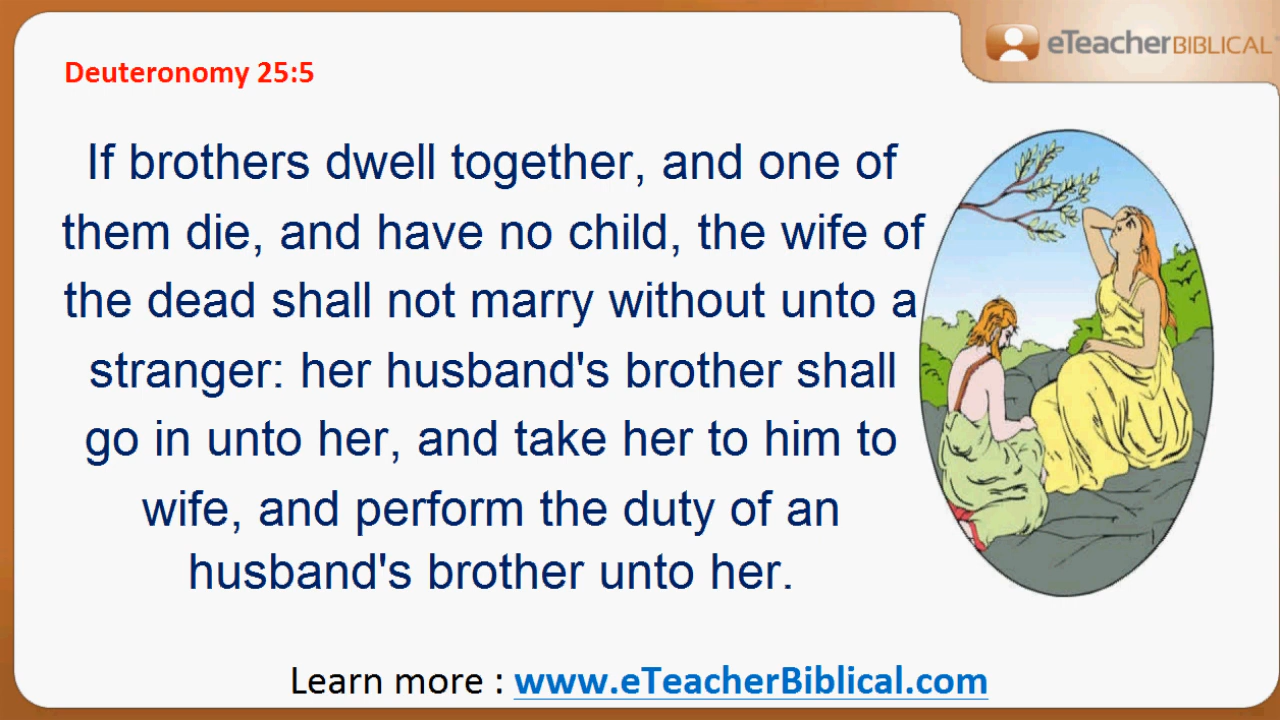 eTeacherBIBLICAL
Deuteronomy 25:5
If brothers dwell together, and one of
them die, and have no child, the wife of
the dead shall not marry without unto a
stranger: her husband's brother shall
go in unto her, and take her to him to
wife, and perform the duty of an
husband's brother unto her.
Learn more : www.eTeacherBiblical.com